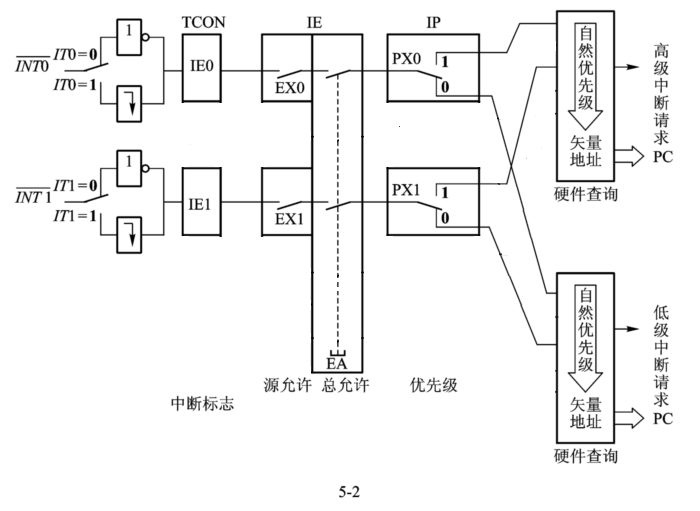 TCON IE IP
INT0 IT0=0 1 IE0 EX0 PX0 1 0
IT0=1
自然优先级
矢量地址
高级中断请求
PC
硬件查询
INT1 IT1=0 1 IE1 EX1 PX1 1 0
IT1=1
自然优先级
矢量地址
低级中断请求
PC
硬件查询
EA
源允许 总允许 优先级
中断标志
5-2